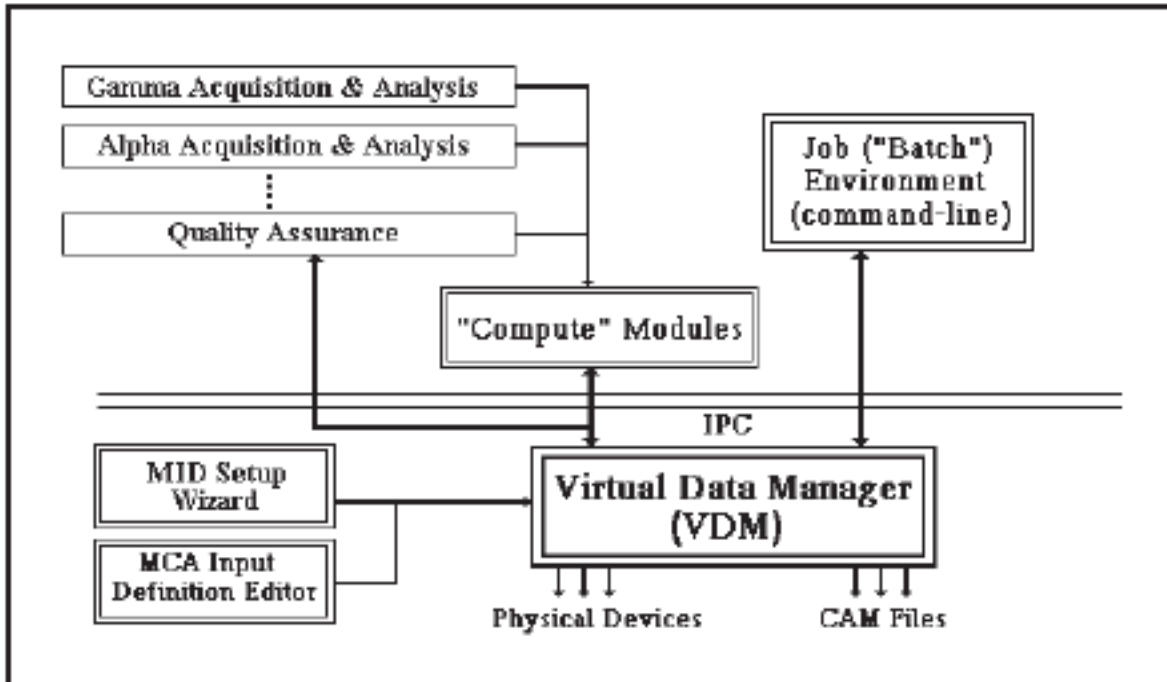 Gamma Acquisition & Analysis
Alpha Acquisition & Analysis
Quality Assurance
Job ("Batch")
Environment
(command-line)
"Compute" Modules
IPC
MID Setup
Wizard
Virtual Data Manager
(VDM)
MCA Input
Definition Editor
Physical Devices
CAM Files